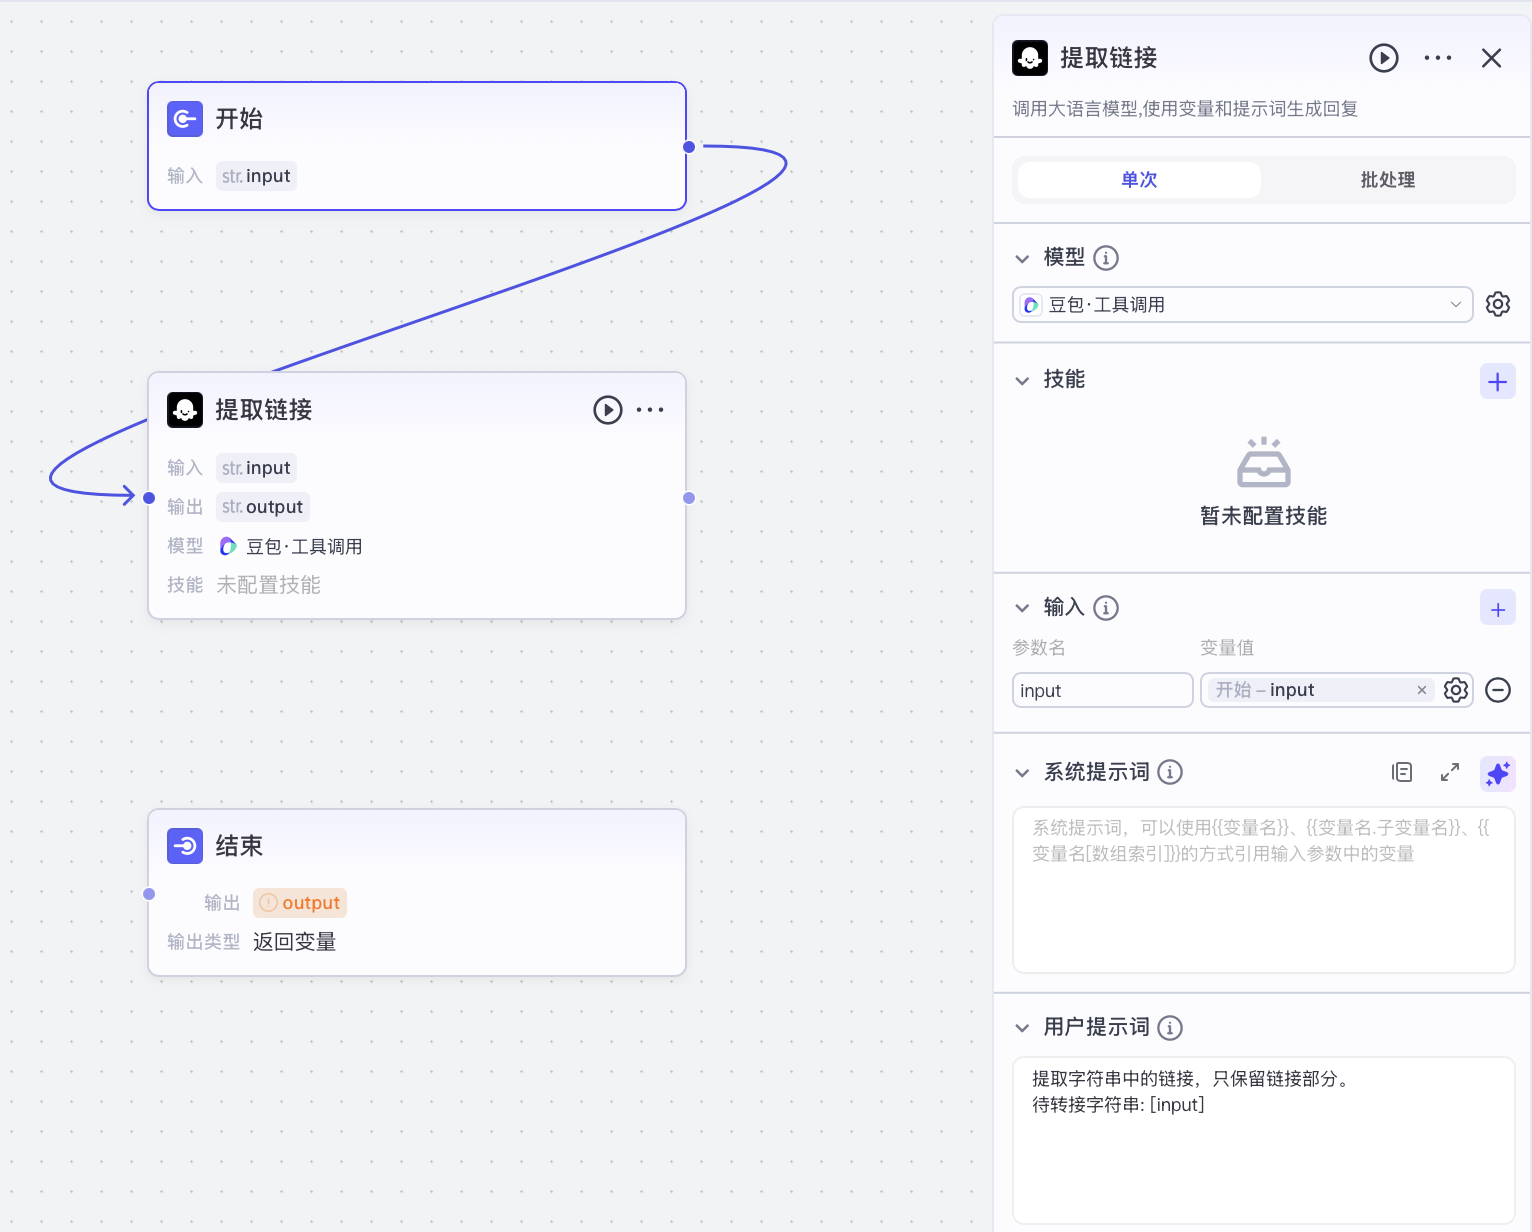 开始
输入 str. input
提取链接
输入 str. input
输出 str. output
模型 豆包·工具调用
技能 未配置技能
结束
输出 output
输出类型 返回变量
提取链接
调用大语言模型,使用变量和提示词生成回复
单次 批处理
模型
豆包·工具调用
技能
暂未配置技能
输入
参数名 变量值
input 开始 – input
系统提示词
系统提示词，可以使用{{变量名}}、{{变量名.子变量名}}、{{
变量名[数组索引]}}的方式引用输入参数中的变量
用户提示词
提取字符串中的链接，只保留链接部分。
待转接字符串: [input]